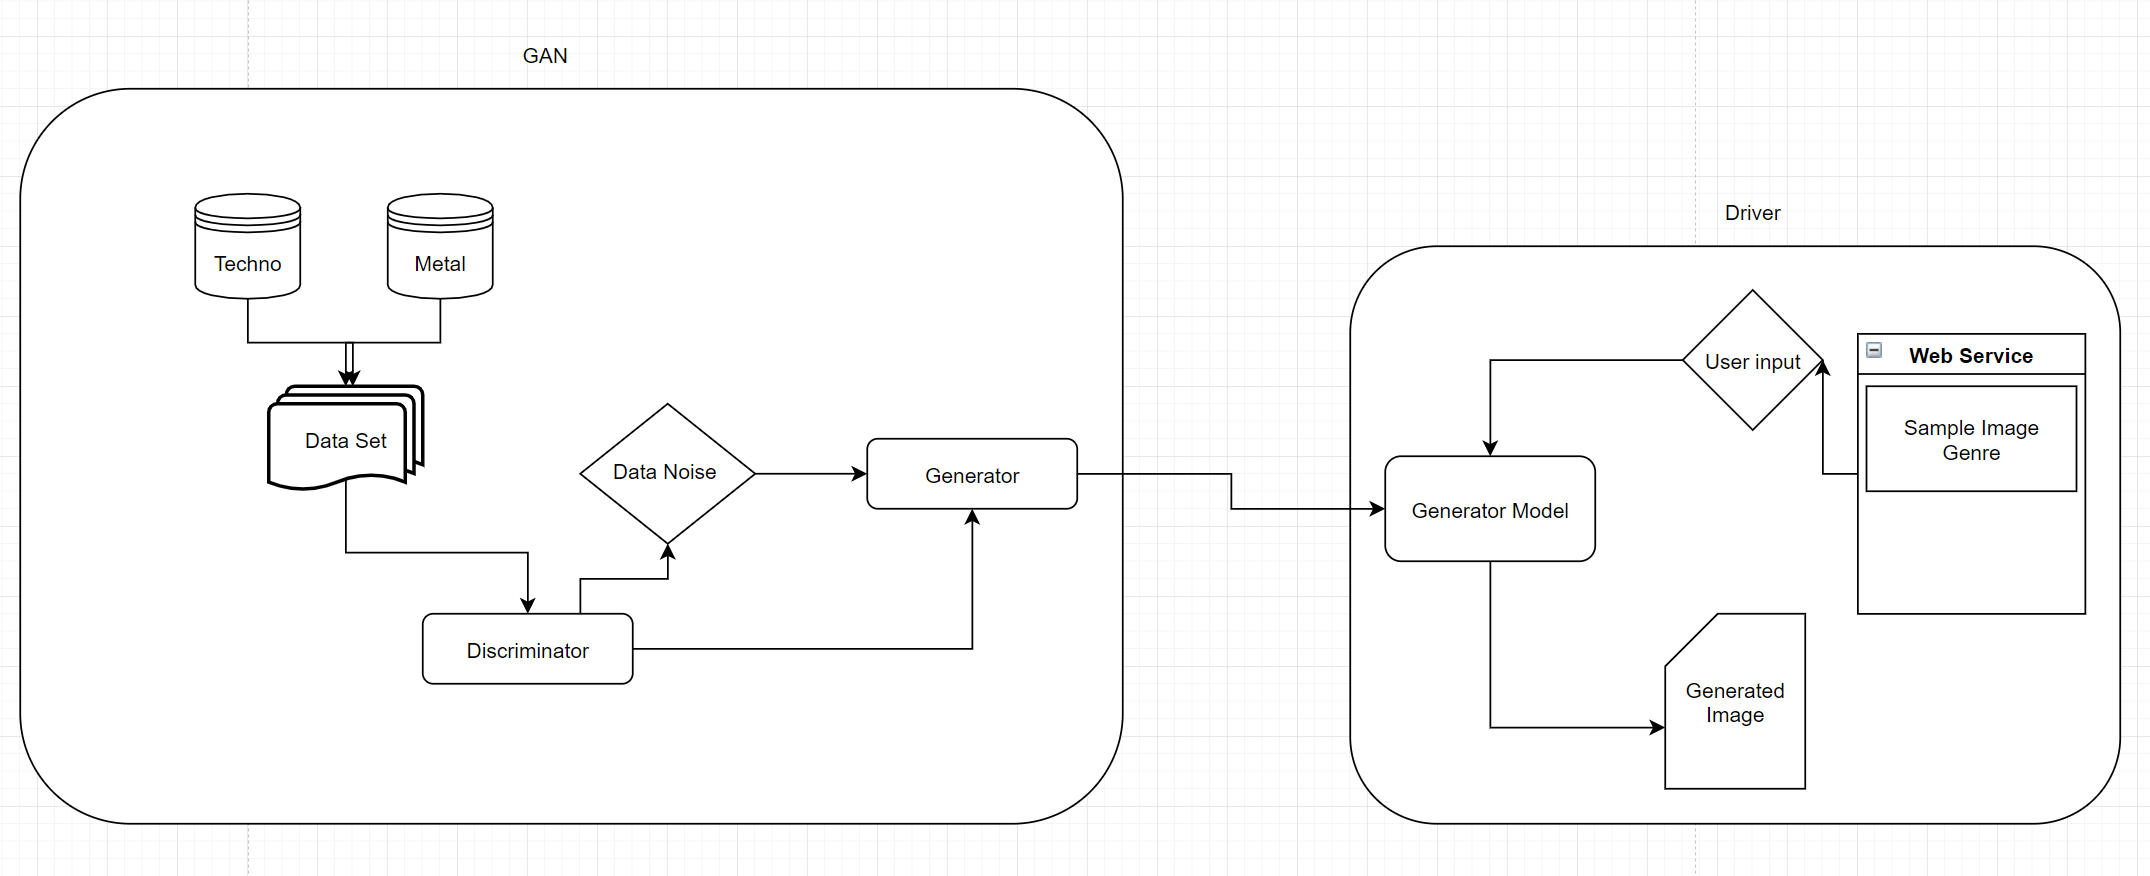 GAN
Techno
Metal
Data Set
Data Noise
Generator
Discriminator
Driver
User input
Web Service
Sample Image
Genre
Generator Model
Generated
Image